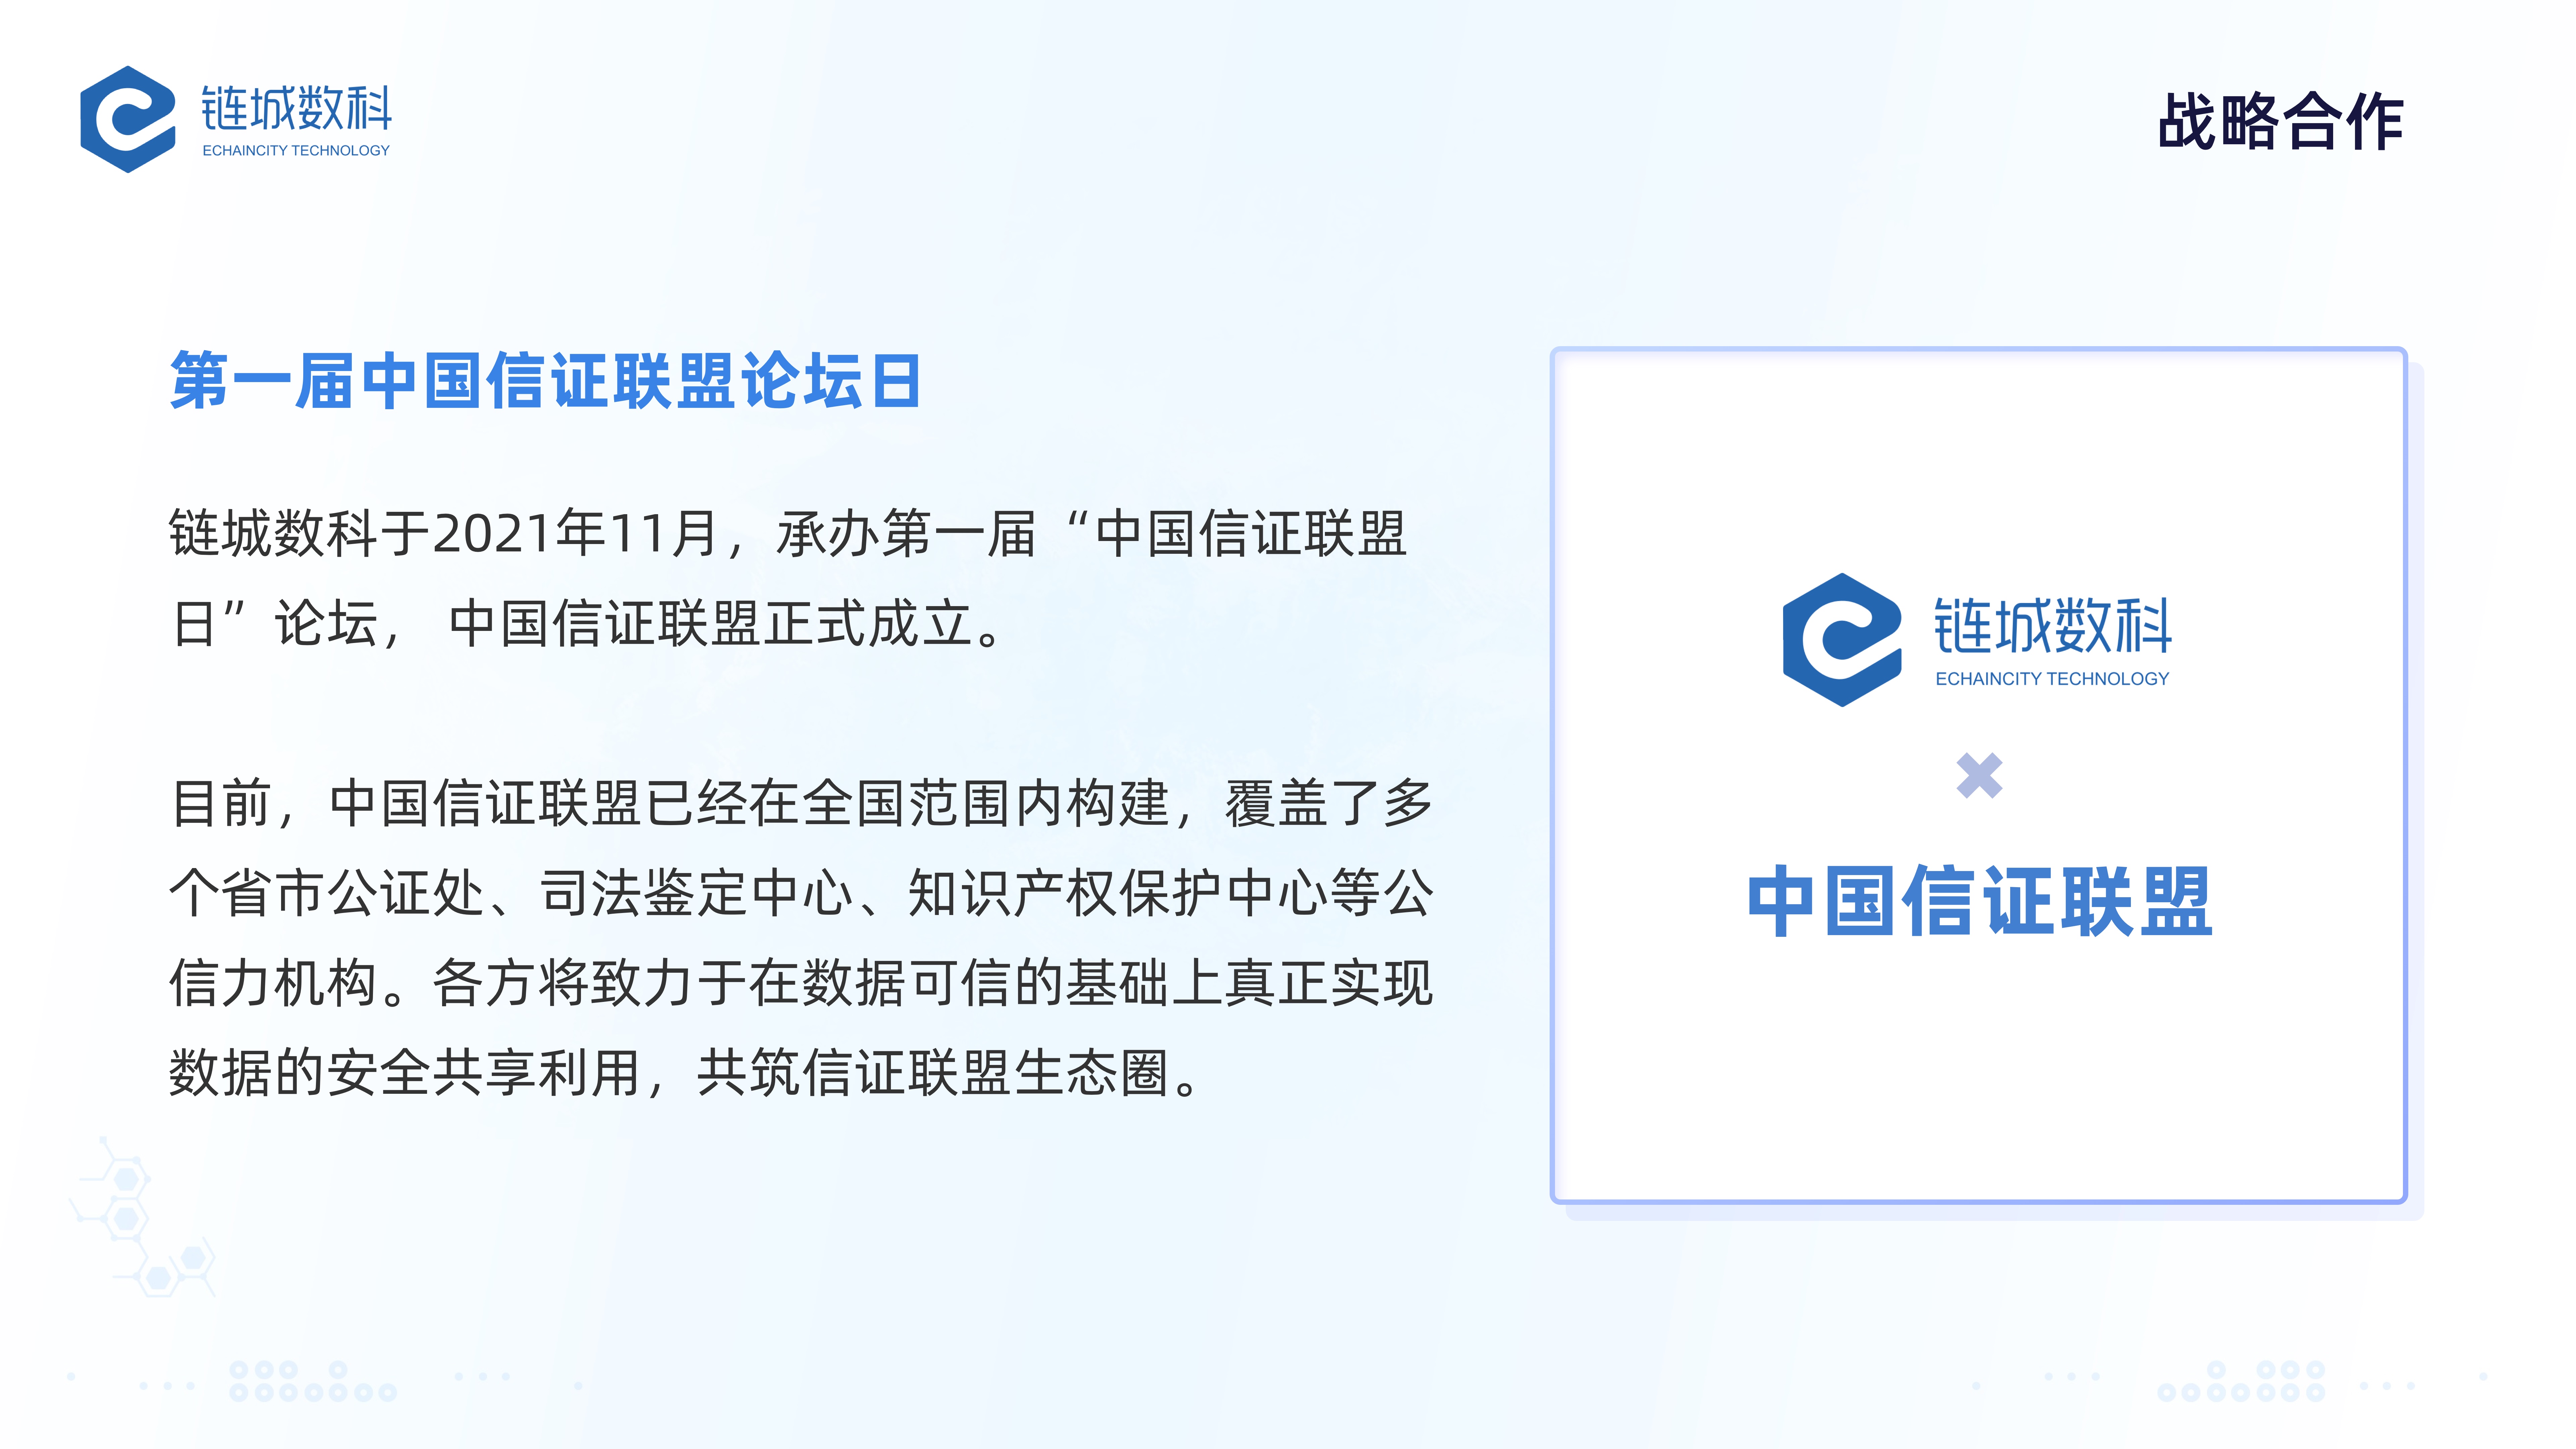 链城数科
ECHAINCITY TECHNOLOGY
战略合作
第一届中国信证联盟论坛日
链城数科于2021年11月，承办第一届“中国信证联盟
日”论坛， 中国信证联盟正式成立。
目前，中国信证联盟已经在全国范围内构建，覆盖了多
个省市公证处、司法鉴定中心、知识产权保护中心等公
信力机构。各方将致力于在数据可信的基础上真正实现
数据的安全共享利用，共筑信证联盟生态圈。
链城数科
ECHAINCITY TECHNOLOGY
中国信证联盟